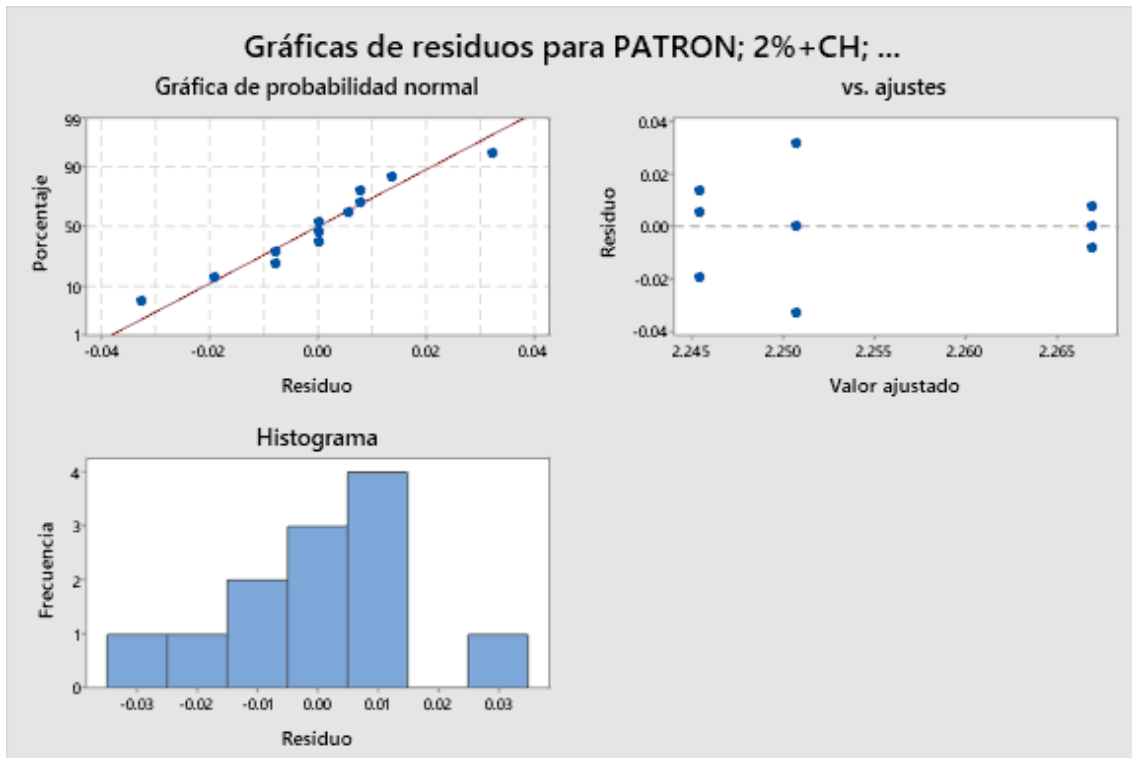 Gráficas de residuos para PATRON; 2%+CH; ...
Gráfica de probabilidad normal
99
90
50
10
1
Porcentaje
-0.04 -0.02 0.00 0.02 0.04
Residuo
vs. ajustes
0.04
0.02
0.00
-0.02
-0.04
Residuo
2.245 2.250 2.255 2.260 2.265
Valor ajustado
Histograma
4
3
2
1
0
Frecuencia
-0.03 -0.02 -0.01 0.00 0.01 0.02 0.03
Residuo